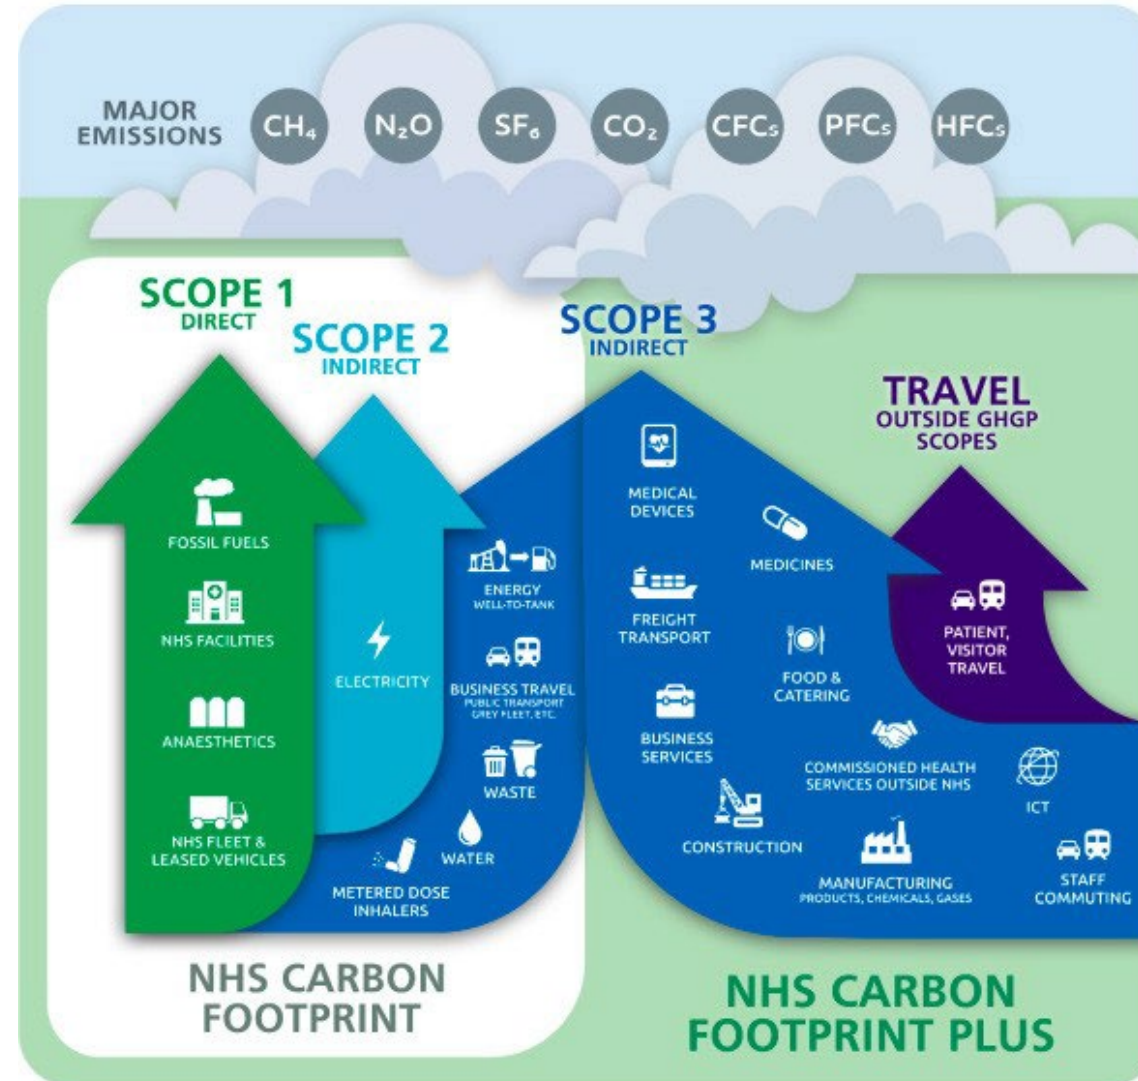 MAJOR
EMISSIONS
CH₄
N₂O
SF₆
CO₂
CFCs
PFCs
HFCs
SCOPE 1
DIRECT
SCOPE 2
INDIRECT
SCOPE 3
INDIRECT
TRAVEL
OUTSIDE GHGP
SCOPES
FOSSIL FUELS
NHS FACILITIES
ANAESTHETICS
NHS FLEET &
LEASED VEHICLES
ELECTRICITY
ENERGY
WELL-TO-TANK
BUSINESS TRAVEL
PUBLIC TRANSPORT
GREY FLEET, ETC.
WASTE
WATER
METERED DOSE
INHALERS
MEDICAL
DEVICES
MEDICINES
FREIGHT
TRANSPORT
FOOD &
CATERING
BUSINESS
SERVICES
COMMISSIONED HEALTH
SERVICES OUTSIDE NHS
CONSTRUCTION
MANUFACTURING
PRODUCTS, CHEMICALS, GASES
ICT
STAFF
COMMUTING
PATIENT,
VISITOR
TRAVEL
NHS CARBON
FOOTPRINT
NHS CARBON
FOOTPRINT PLUS